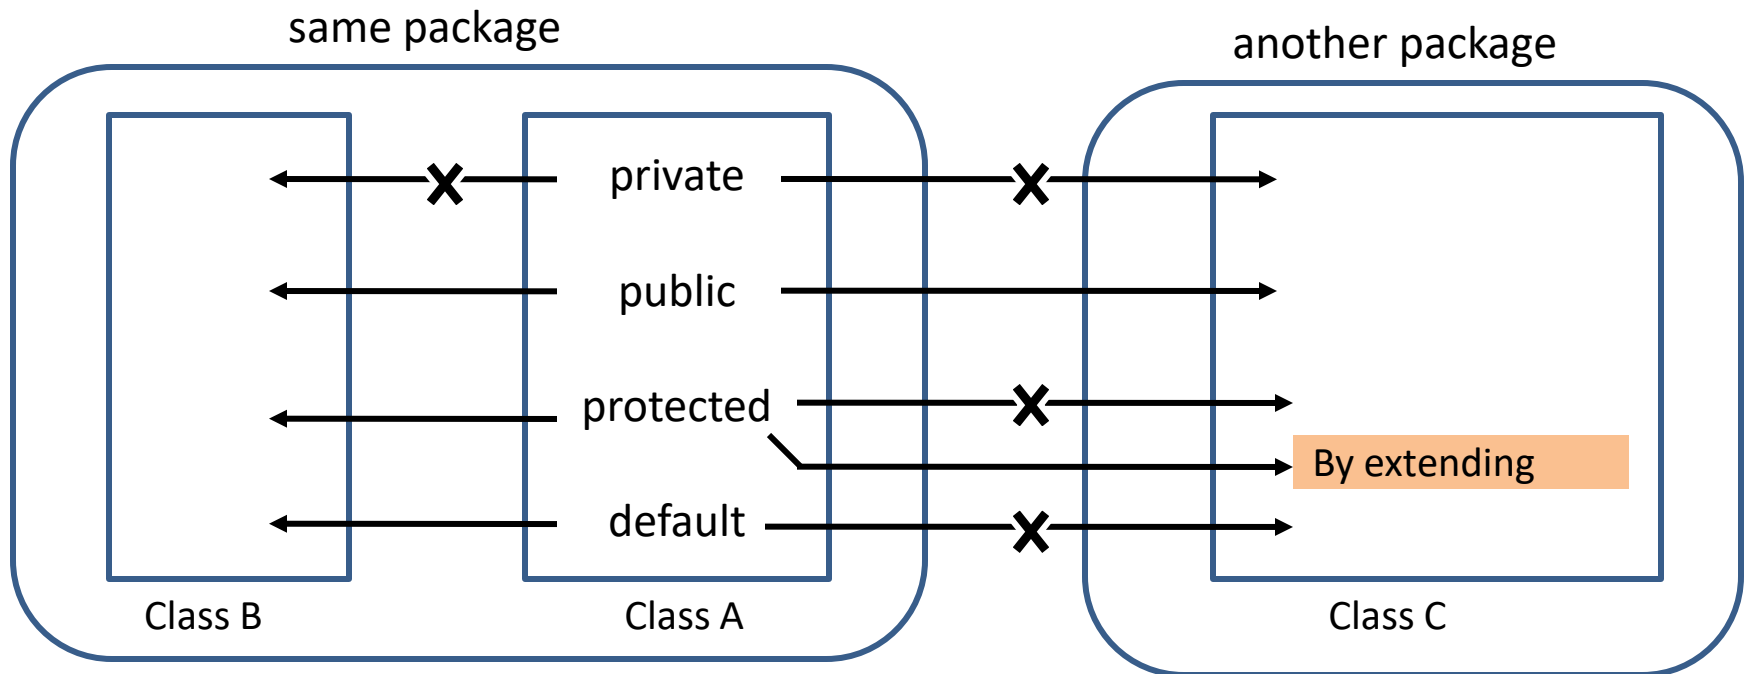 same package
another package
private
public
protected
By extending
default
Class B
Class A
Class C